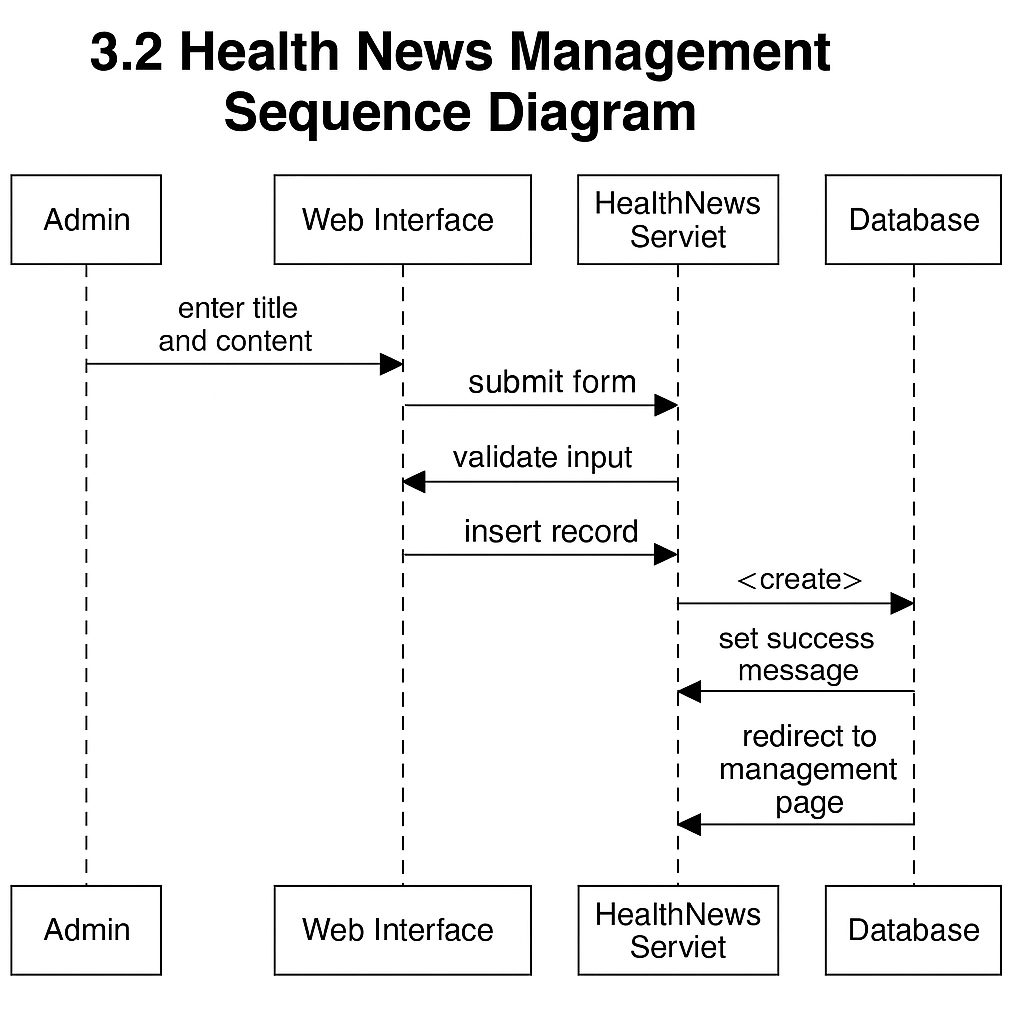 3.2 Health News Management
Sequence Diagram
Admin
Web Interface
HealthNews
Serviet
Database
enter title
and content
submit form
validate input
insert record
<create>
set success
message
redirect to
management
page
Admin
Web Interface
HealthNews
Serviet
Database